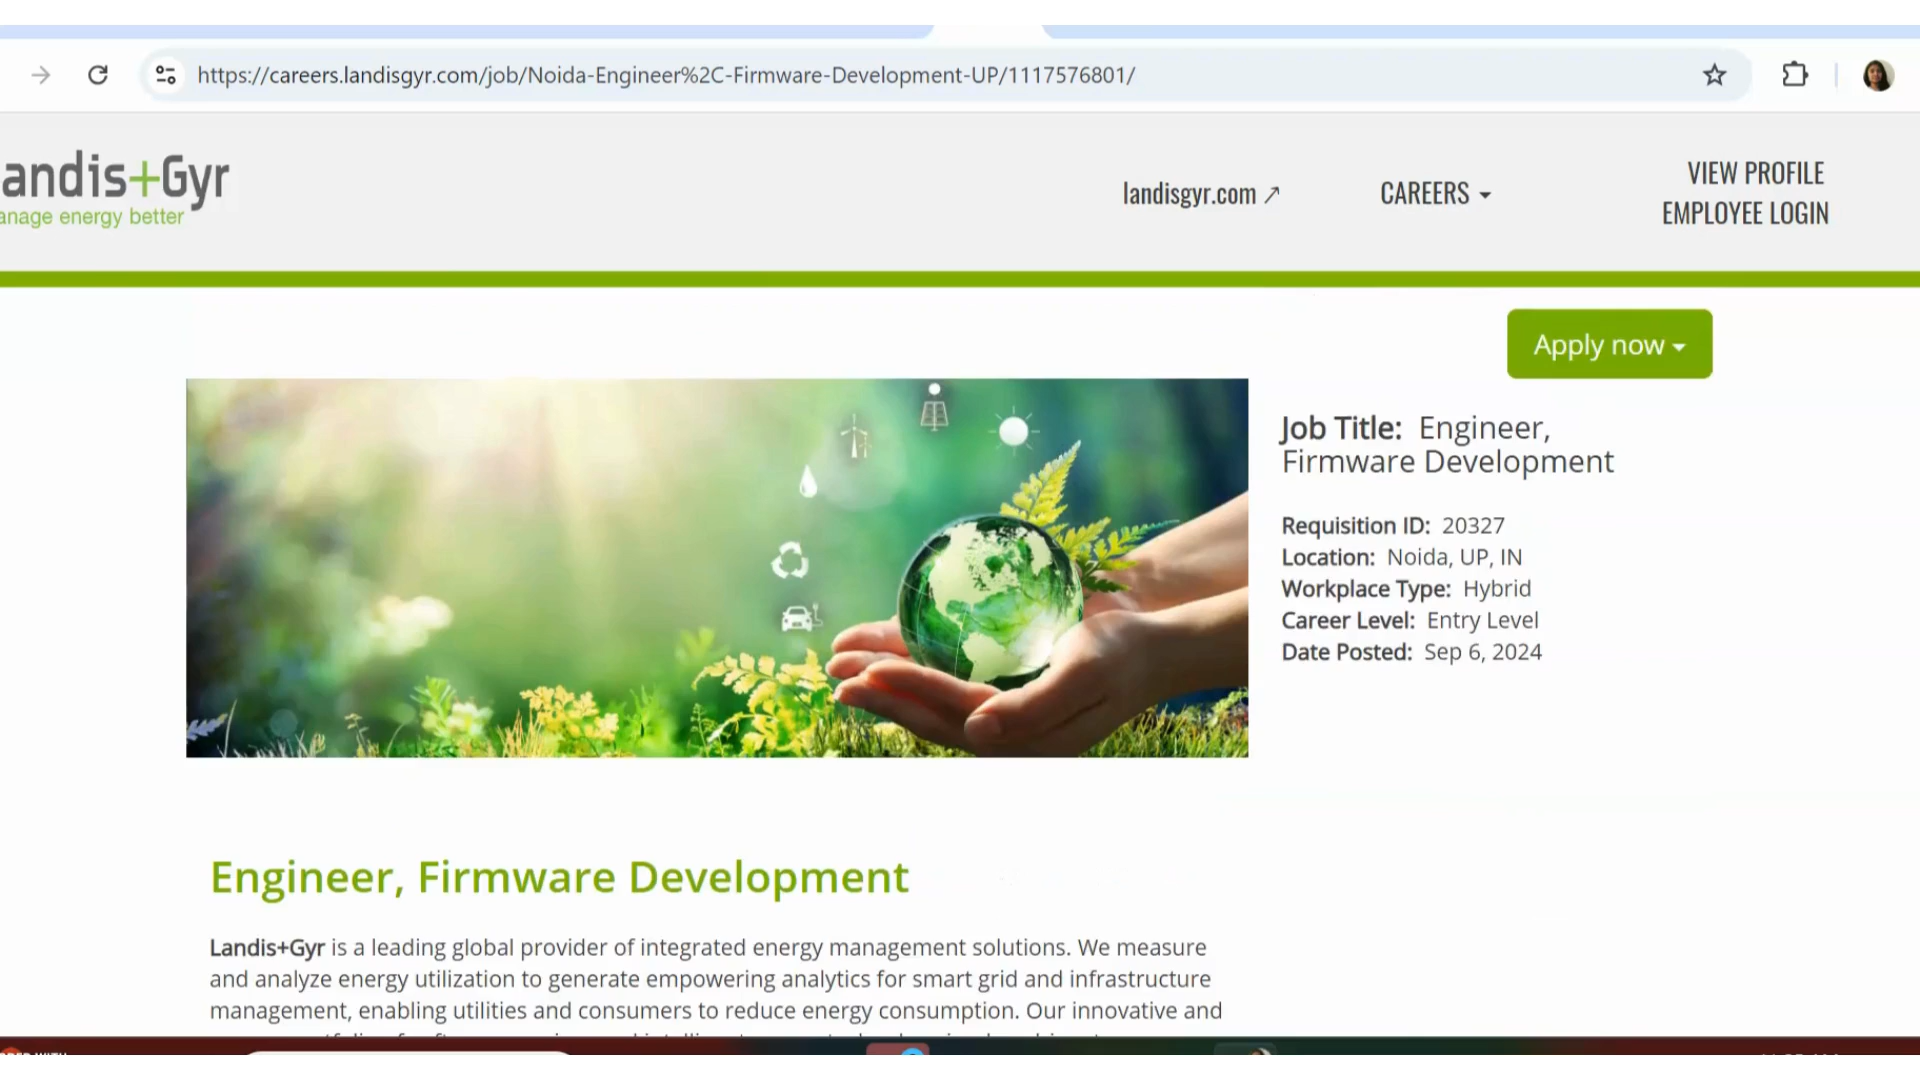 https://careers.landisgyr.com/job/Noida-Engineer%2C-Firmware-Development-UP/1117576801/
andis+Gyr
anage energy better
landisgyr.com ↗
CAREERS
VIEW PROFILE
EMPLOYEE LOGIN
Apply now
Job Title: Engineer,
Firmware Development
Requisition ID: 20327
Location: Noida, UP, IN
Workplace Type: Hybrid
Career Level: Entry Level
Date Posted: Sep 6, 2024
Engineer, Firmware Development
Landis+Gyr is a leading global provider of integrated energy management solutions. We measure
and analyze energy utilization to generate empowering analytics for smart grid and infrastructure
management, enabling utilities and consumers to reduce energy consumption. Our innovative and